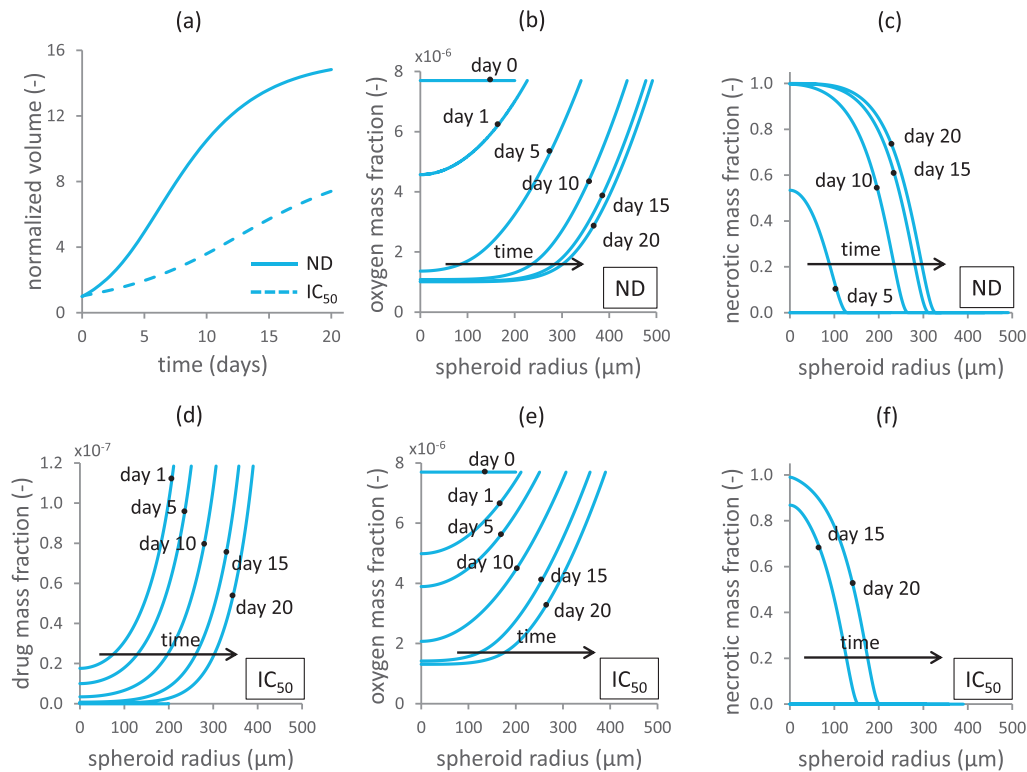 (a)
normalized volume (-)
16
12
8
4
0
0 5 10 15 20
time (days)
ND
IC50
(b)
x10-6
oxygen mass fraction (-)
8
6
4
2
0
0 100 200 300 400 500
spheroid radius (μm)
day 0
day 1
day 5
day 10
day 15
day 20
time
ND
(c)
necrotic mass fraction (-)
1.0
0.8
0.6
0.4
0.2
0.0
0 100 200 300 400 500
spheroid radius (μm)
day 20
day 15
day 10
time
day 5
ND
(d)
x10-7
drug mass fraction (-)
1.2
1.0
0.8
0.6
0.4
0.2
0.0
0 100 200 300 400 500
spheroid radius (μm)
day 1
day 5
day 10
day 15
day 20
time
IC50
(e)
x10-6
oxygen mass fraction (-)
8
6
4
2
0
0 100 200 300 400 500
spheroid radius (μm)
day 0
day 1
day 5
day 10
day 15
day 20
time
IC50
(f)
necrotic mass fraction (-)
1.0
0.8
0.6
0.4
0.2
0.0
0 100 200 300 400 500
spheroid radius (μm)
day 15
day 20
time
IC50